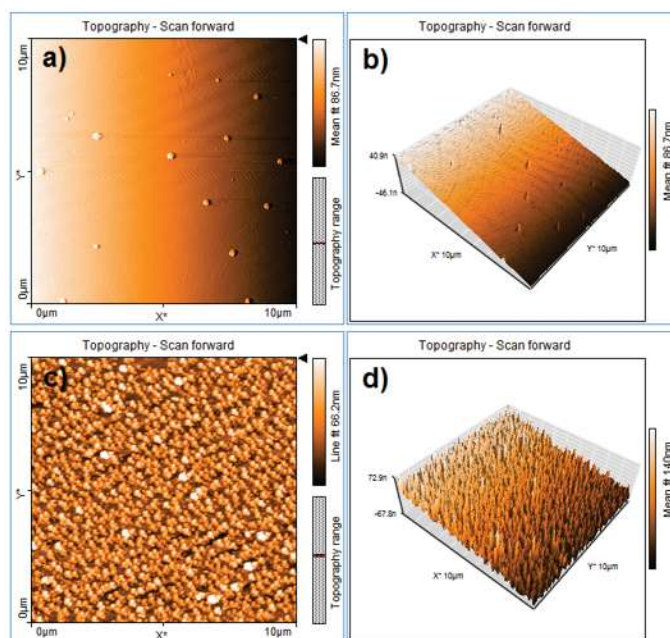 Topography - Scan forward
a)
10µm
Y*
0µm
0µm
X*
10µm
Mean fit 86.7nm
Topography range
Topography - Scan forward
b)
40.9n
-46.1n
X* 10µm
Y* 10µm
Mean fit 86.7nm
Topography - Scan forward
c)
10µm
Y*
0µm
0µm
X*
10µm
Line fit 66.2nm
Topography range
Topography - Scan forward
d)
72.9n
-67.8n
X* 10µm
Y* 10µm
Mean fit 140nm